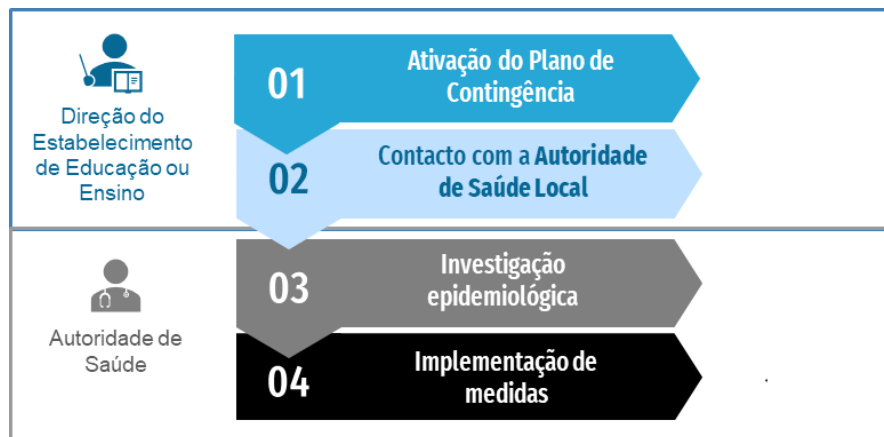 Direção do
Estabelecimento
de Educação ou
Ensino
01
Ativação do Plano de
Contingência
02
Contacto com a Autoridade
de Saúde Local
Autoridade de
Saúde
03
Investigação
epidemiológica
04
Implementação de
medidas
.